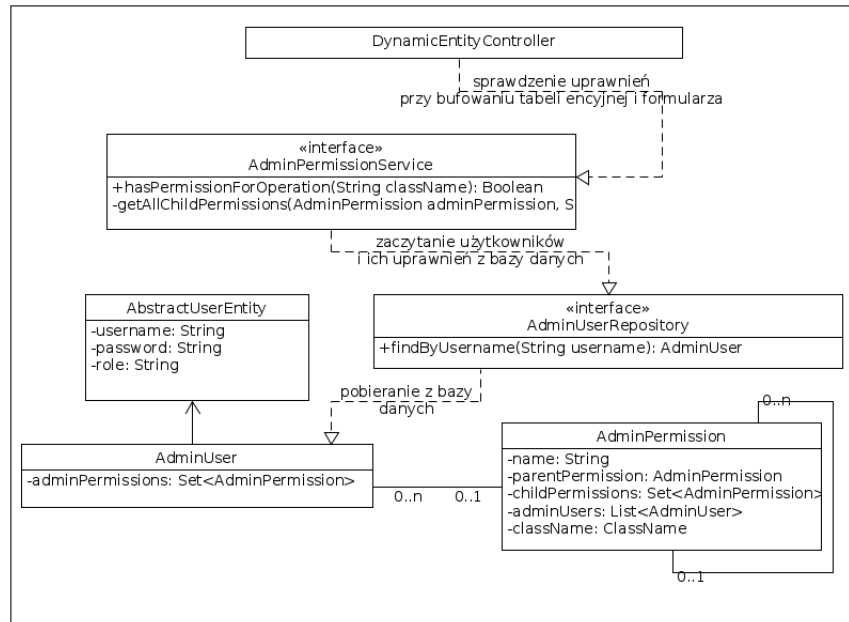 DynamicEntityController
sprawdzenie uprawnień
przy bufowaniu tabeli encyjnej i formularza
«interface»
AdminPermissionService
+hasPermissionForOperation(String className): Boolean
-getAllChildPermissions(AdminPermission adminPermission, S
zaczytanie użytkowników
i ich uprawnień z bazy danych
AbstractUserEntity
-username: String
-password: String
-role: String
«interface»
AdminUserRepository
+findByUsername(String username): AdminUser
pobieranie z bazy
danych
AdminUser
-adminPermissions: Set<AdminPermission>
0..n
0..1
0..n
AdminPermission
-name: String
-parentPermission: AdminPermission
-childPermissions: Set<AdminPermission>
-adminUsers: List<AdminUser>
-className: ClassName
0..1